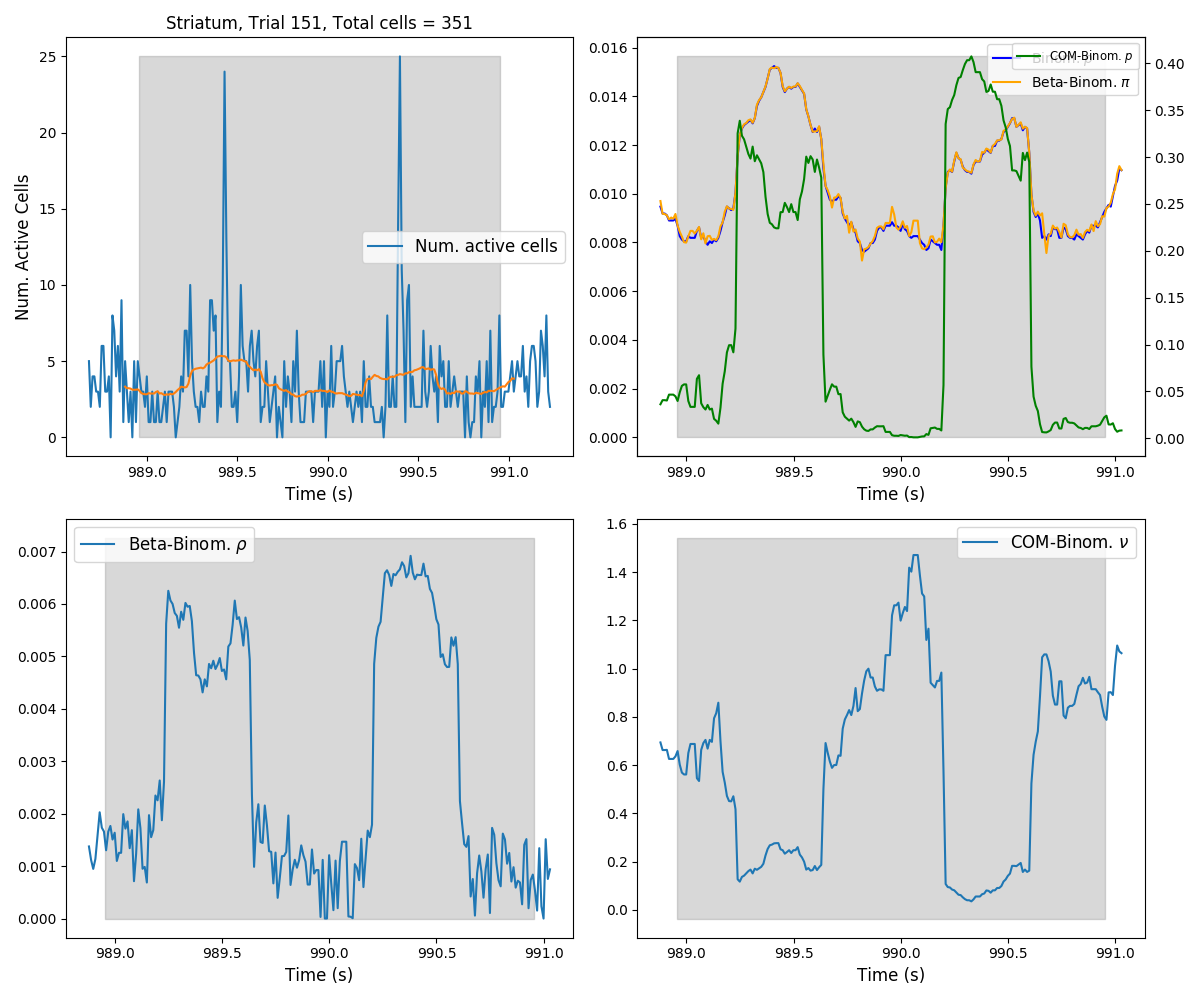 Striatum, Trial 151, Total cells = 351
Num. Active Cells
25
20
15
10
5
0
Num. active cells
989.0 989.5 990.0 990.5 991.0
Time (s)
0.016
0.014
0.012
0.010
0.008
0.006
0.004
0.002
0.000
COM-Binom. p
Beta-Binom. π
0.40
0.35
0.30
0.25
0.20
0.15
0.10
0.05
0.00
989.0 989.5 990.0 990.5 991.0
Time (s)
0.007
0.006
0.005
0.004
0.003
0.002
0.001
0.000
Beta-Binom. ρ
989.0 989.5 990.0 990.5 991.0
Time (s)
1.6
1.4
1.2
1.0
0.8
0.6
0.4
0.2
0.0
COM-Binom. ν
989.0 989.5 990.0 990.5 991.0
Time (s)